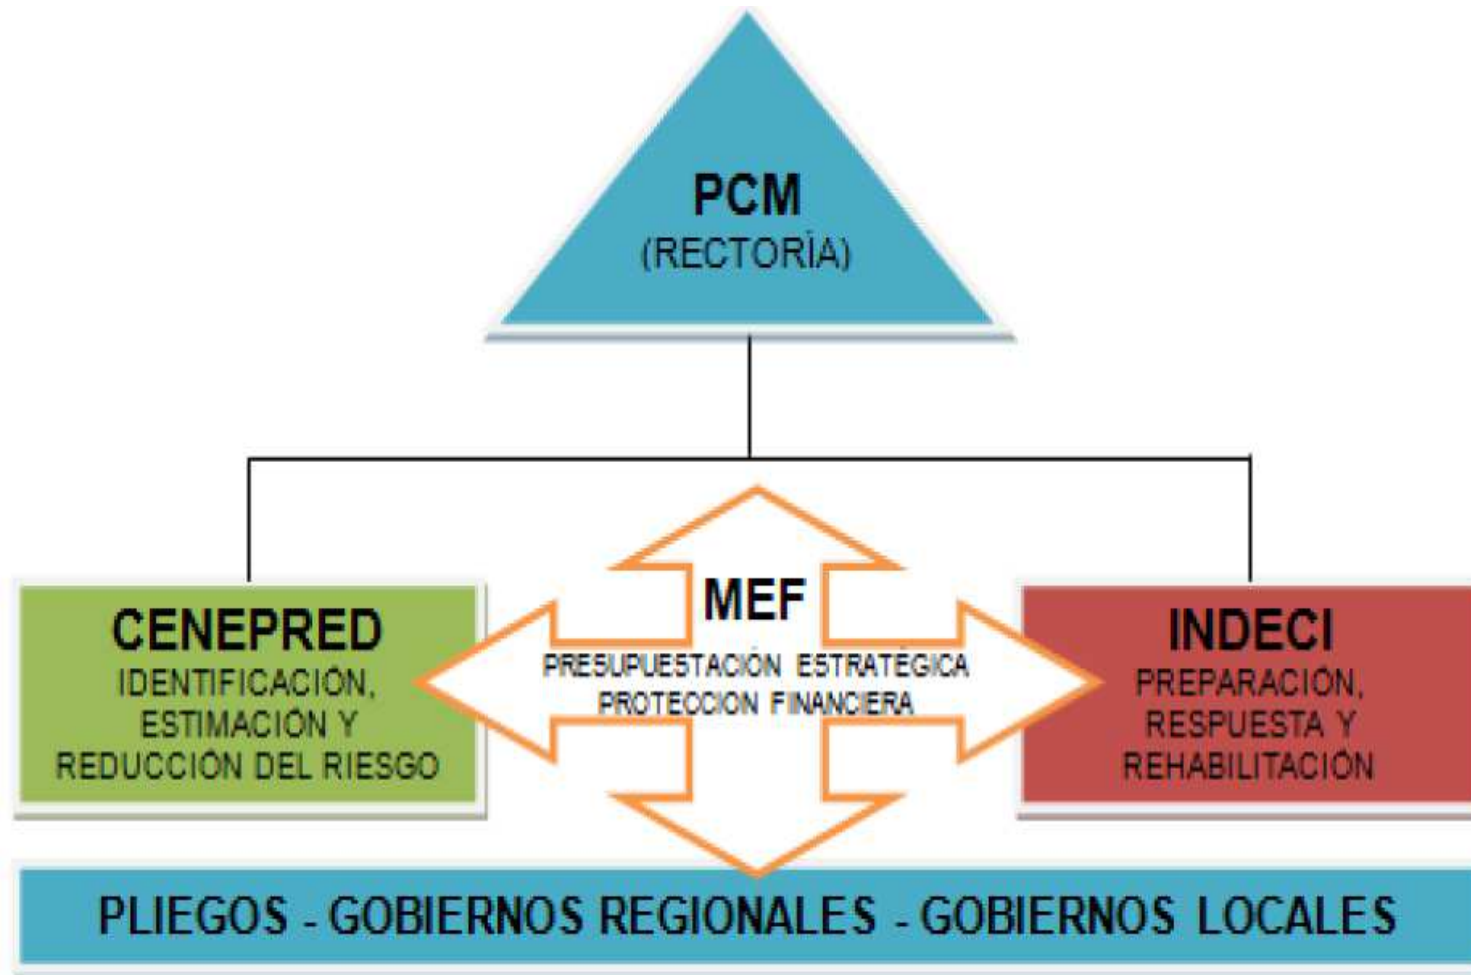 PCM
(RECTORÍA)
CENEPRED
IDENTIFICACIÓN,
ESTIMACIÓN Y
REDUCCIÓN DEL RIESGO
MEF
PRESUPUESTACIÓN ESTRATÉGICA
PROTECCION FINANCIERA
INDECI
PREPARACIÓN,
RESPUESTA Y
REHABILITACIÓN
PLIEGOS - GOBIERNOS REGIONALES - GOBIERNOS LOCALES